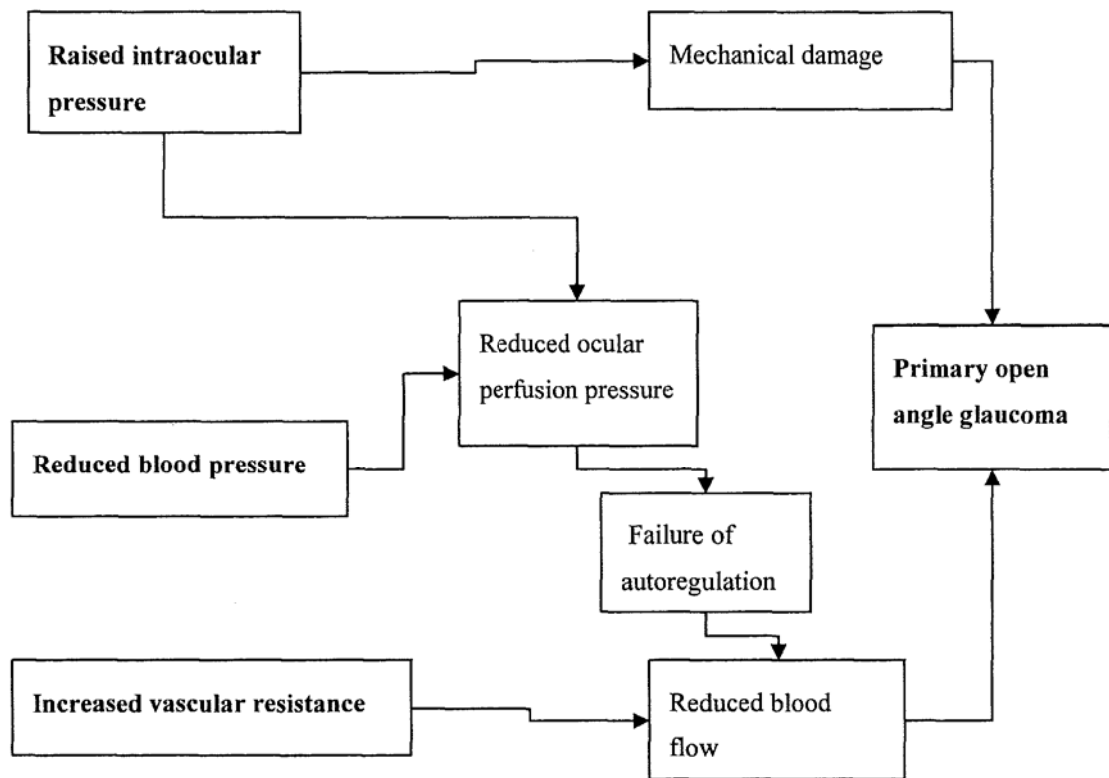 Raised intraocular
pressure
Mechanical damage
Reduced ocular
perfusion pressure
Primary open
angle glaucoma
Reduced blood pressure
Failure of
autoregulation
Increased vascular resistance
Reduced blood
flow